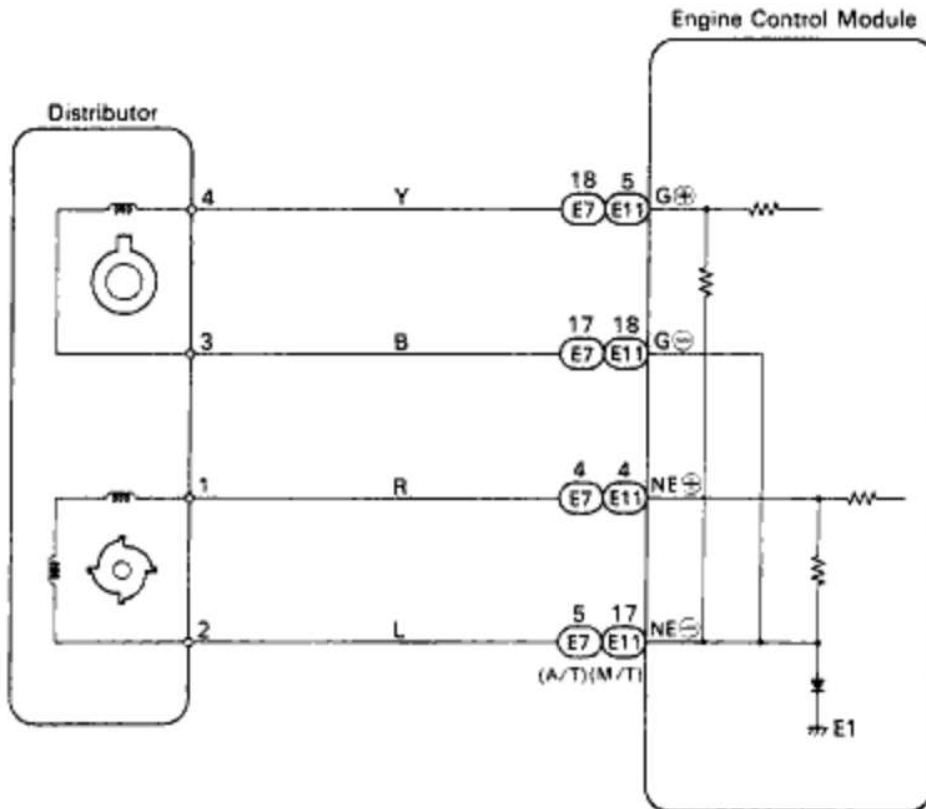 Engine Control Module
Distributor
4 Y 18 5 G⊕
E7 E11
3 B 17 18 G⊖
E7 E11
1 R 4 4 NE⊕
E7 E11
2 L 5 17 NE⊖
E7 E11
(A/T) (M/T)
E1